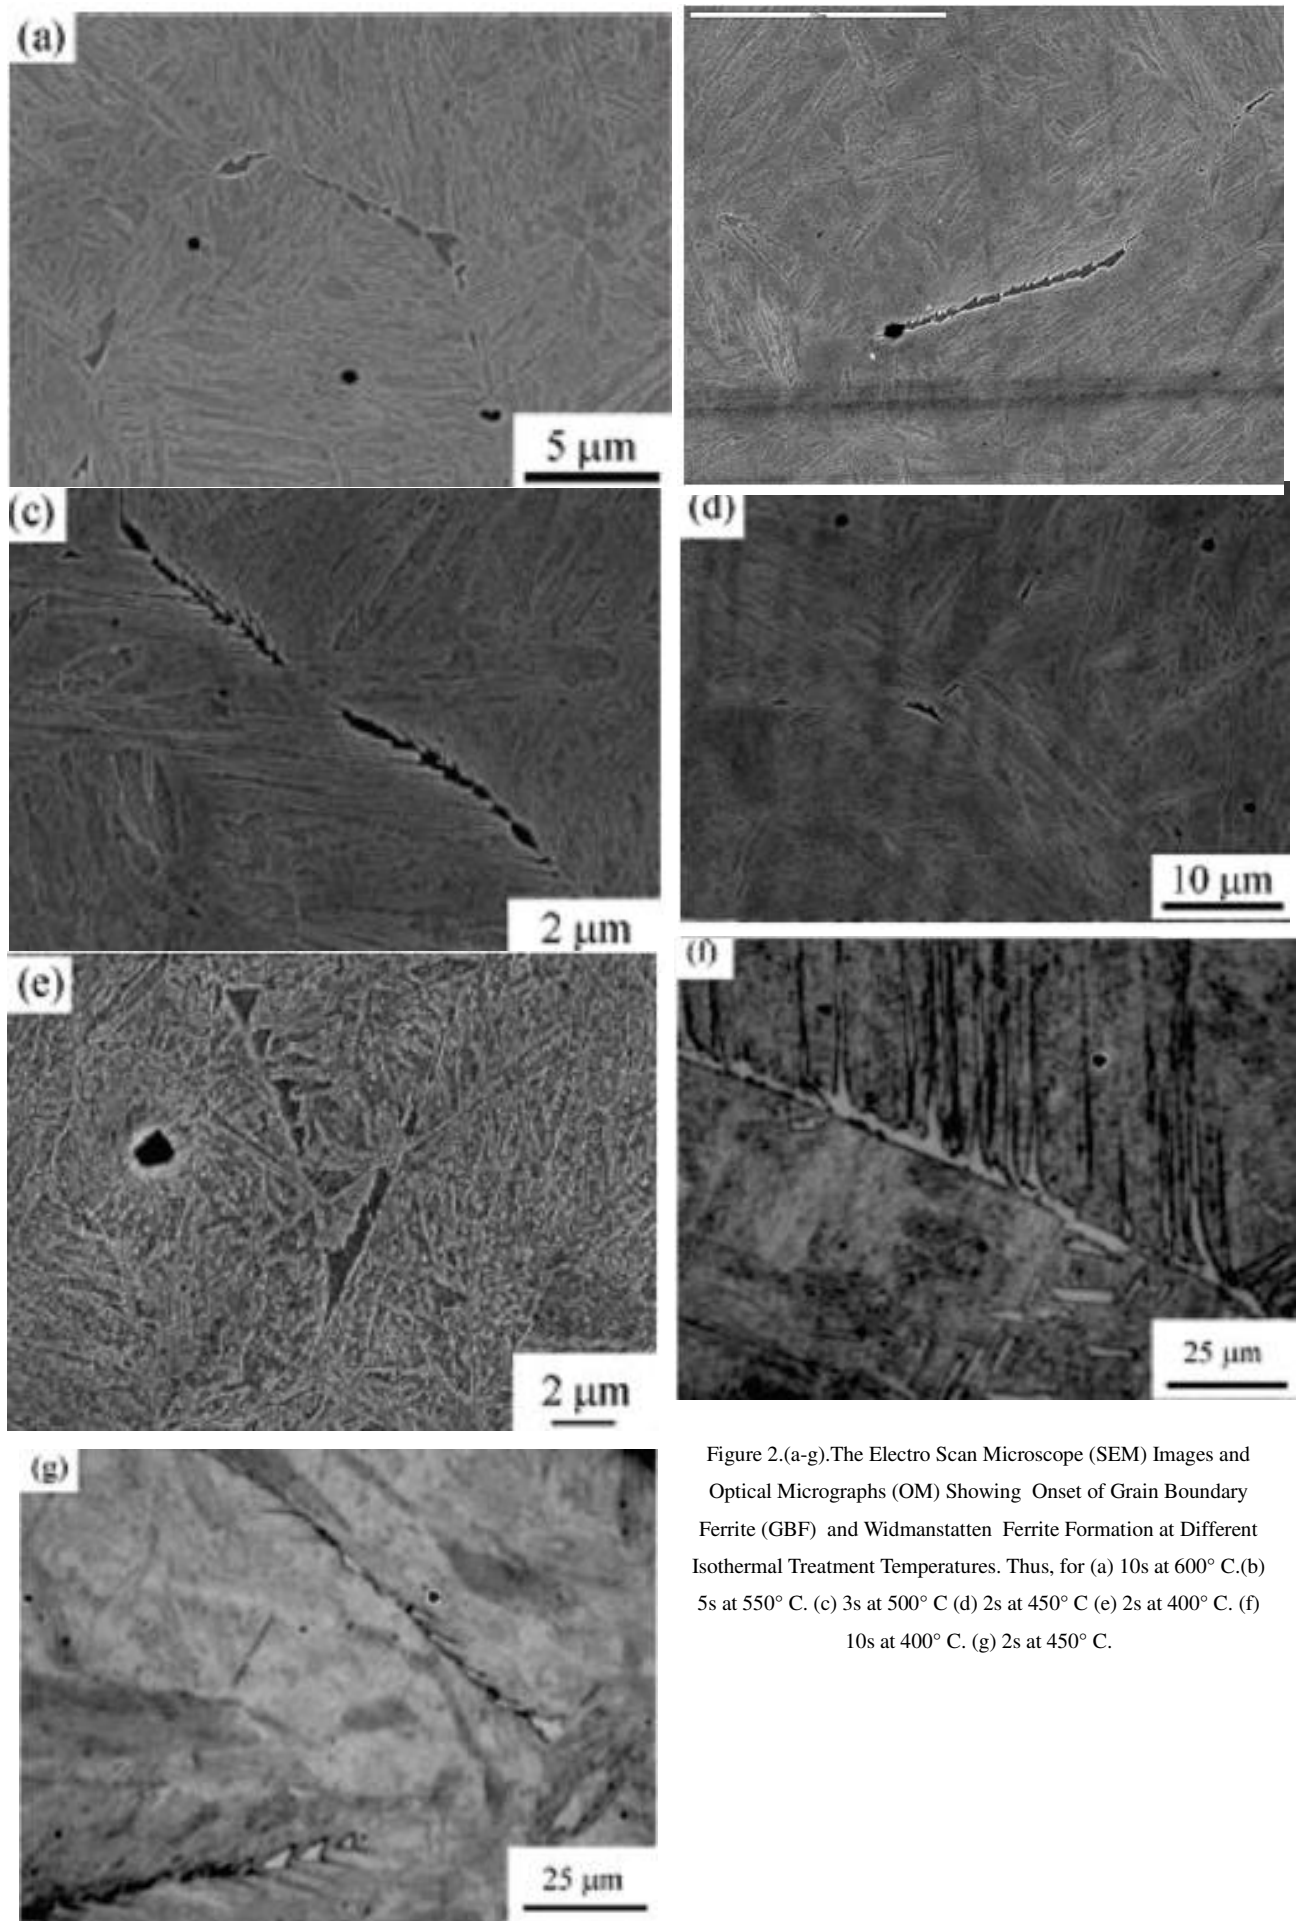 (a)
5 μm
(c)
(d)
2 μm
10 μm
(e)
(f)
2 μm
25 μm
(g)
25 μm
Figure 2.(a-g).The Electro Scan Microscope (SEM) Images and
Optical Micrographs (OM) Showing Onset of Grain Boundary
Ferrite (GBF) and Widmanstatten Ferrite Formation at Different
Isothermal Treatment Temperatures. Thus, for (a) 10s at 600° C.(b)
5s at 550° C. (c) 3s at 500° C (d) 2s at 450° C (e) 2s at 400° C. (f)
10s at 400° C. (g) 2s at 450° C.